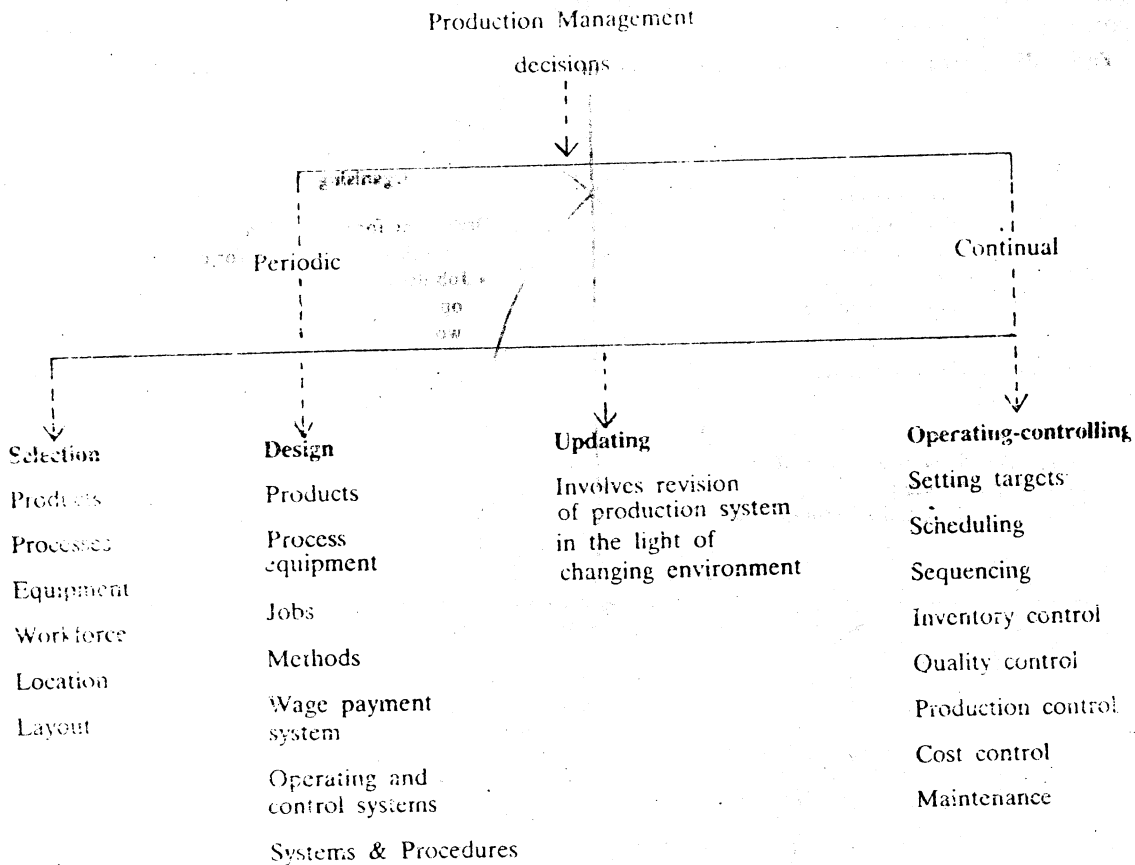 Production Management
decisions
Periodic
Continual
Selection
Products
Processes
Equipment
Workforce
Location
Layout
Design
Products
Process
equipment
Jobs
Methods
Wage payment
system
Operating and
control systems
Systems & Procedures
Updating
Involves revision
of production system
in the light of
changing environment
Operating-controlling
Setting targets
Scheduling
Sequencing
Inventory control
Quality control
Production control
Cost control
Maintenance